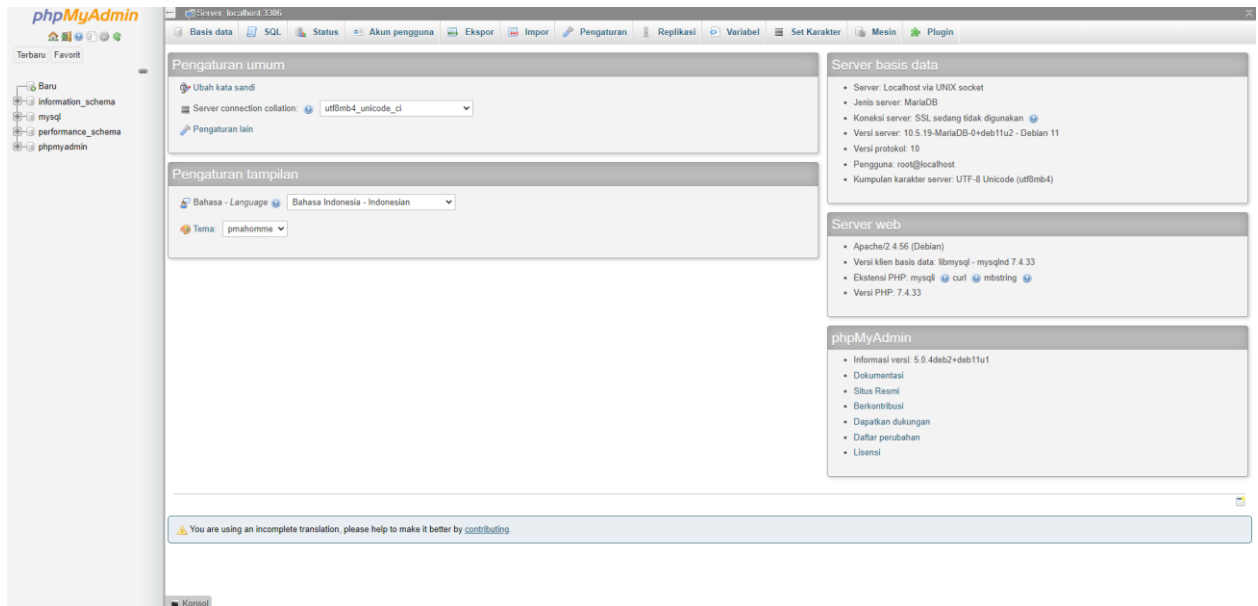 phpMyAdmin
Terbaru Favorit
Baru
information_schema
mysql
performance_schema
phpmyadmin
Server: localhost:3306
Basis data SQL Status Akun pengguna Ekspor Impor Pengaturan Replikasi Variabel Set Karakter Mesin Plugin
Pengaturan umum
Ubah kata sandi
Server connection collation: utf8mb4_unicode_ci
Pengaturan lain
Pengaturan tampilan
Bahasa - Language Bahasa Indonesia - Indonesian
Tema: pmahomme
Server basis data
• Server: Localhost via UNIX socket
• Jenis server: MariaDB
• Koneksi server: SSL sedang tidak digunakan
• Versi server: 10.5.19-MariaDB-0+deb11u2 - Debian 11
• Versi protokol: 10
• Pengguna: root@localhost
• Kumpulan karakter server: UTF-8 Unicode (utf8mb4)
Server web
• Apache/2.4.56 (Debian)
• Versi klien basis data: libmysql - mysqlnd 7.4.33
• Ekstensi PHP: mysqli curl mbstring
• Versi PHP: 7.4.33
phpMyAdmin
• Informasi versi: 5.0.4deb2+deb11u1
• Dokumentasi
• Situs Resmi
• Berkontribusi
• Dapatkan dukungan
• Daftar perubahan
• Lisensi
You are using an incomplete translation, please help to make it better by contributing.
Konsol